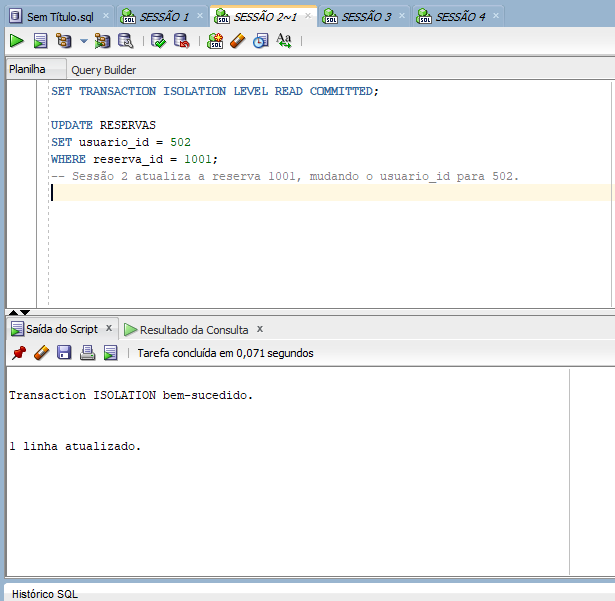 Sem Título.sql SESSÃO 1 SESSÃO 2~1 SESSÃO 3 SESSÃO 4
Planilha Query Builder
SET TRANSACTION ISOLATION LEVEL READ COMMITTED;
UPDATE RESERVAS
SET usuario_id = 502
WHERE reserva_id = 1001;
-- Sessão 2 atualiza a reserva 1001, mudando o usuario_id para 502.
Saída do Script x Resultado da Consulta x
Tarefa concluída em 0,071 segundos
Transaction ISOLATION bem-sucedido.
1 linha atualizado.
Histórico SQL